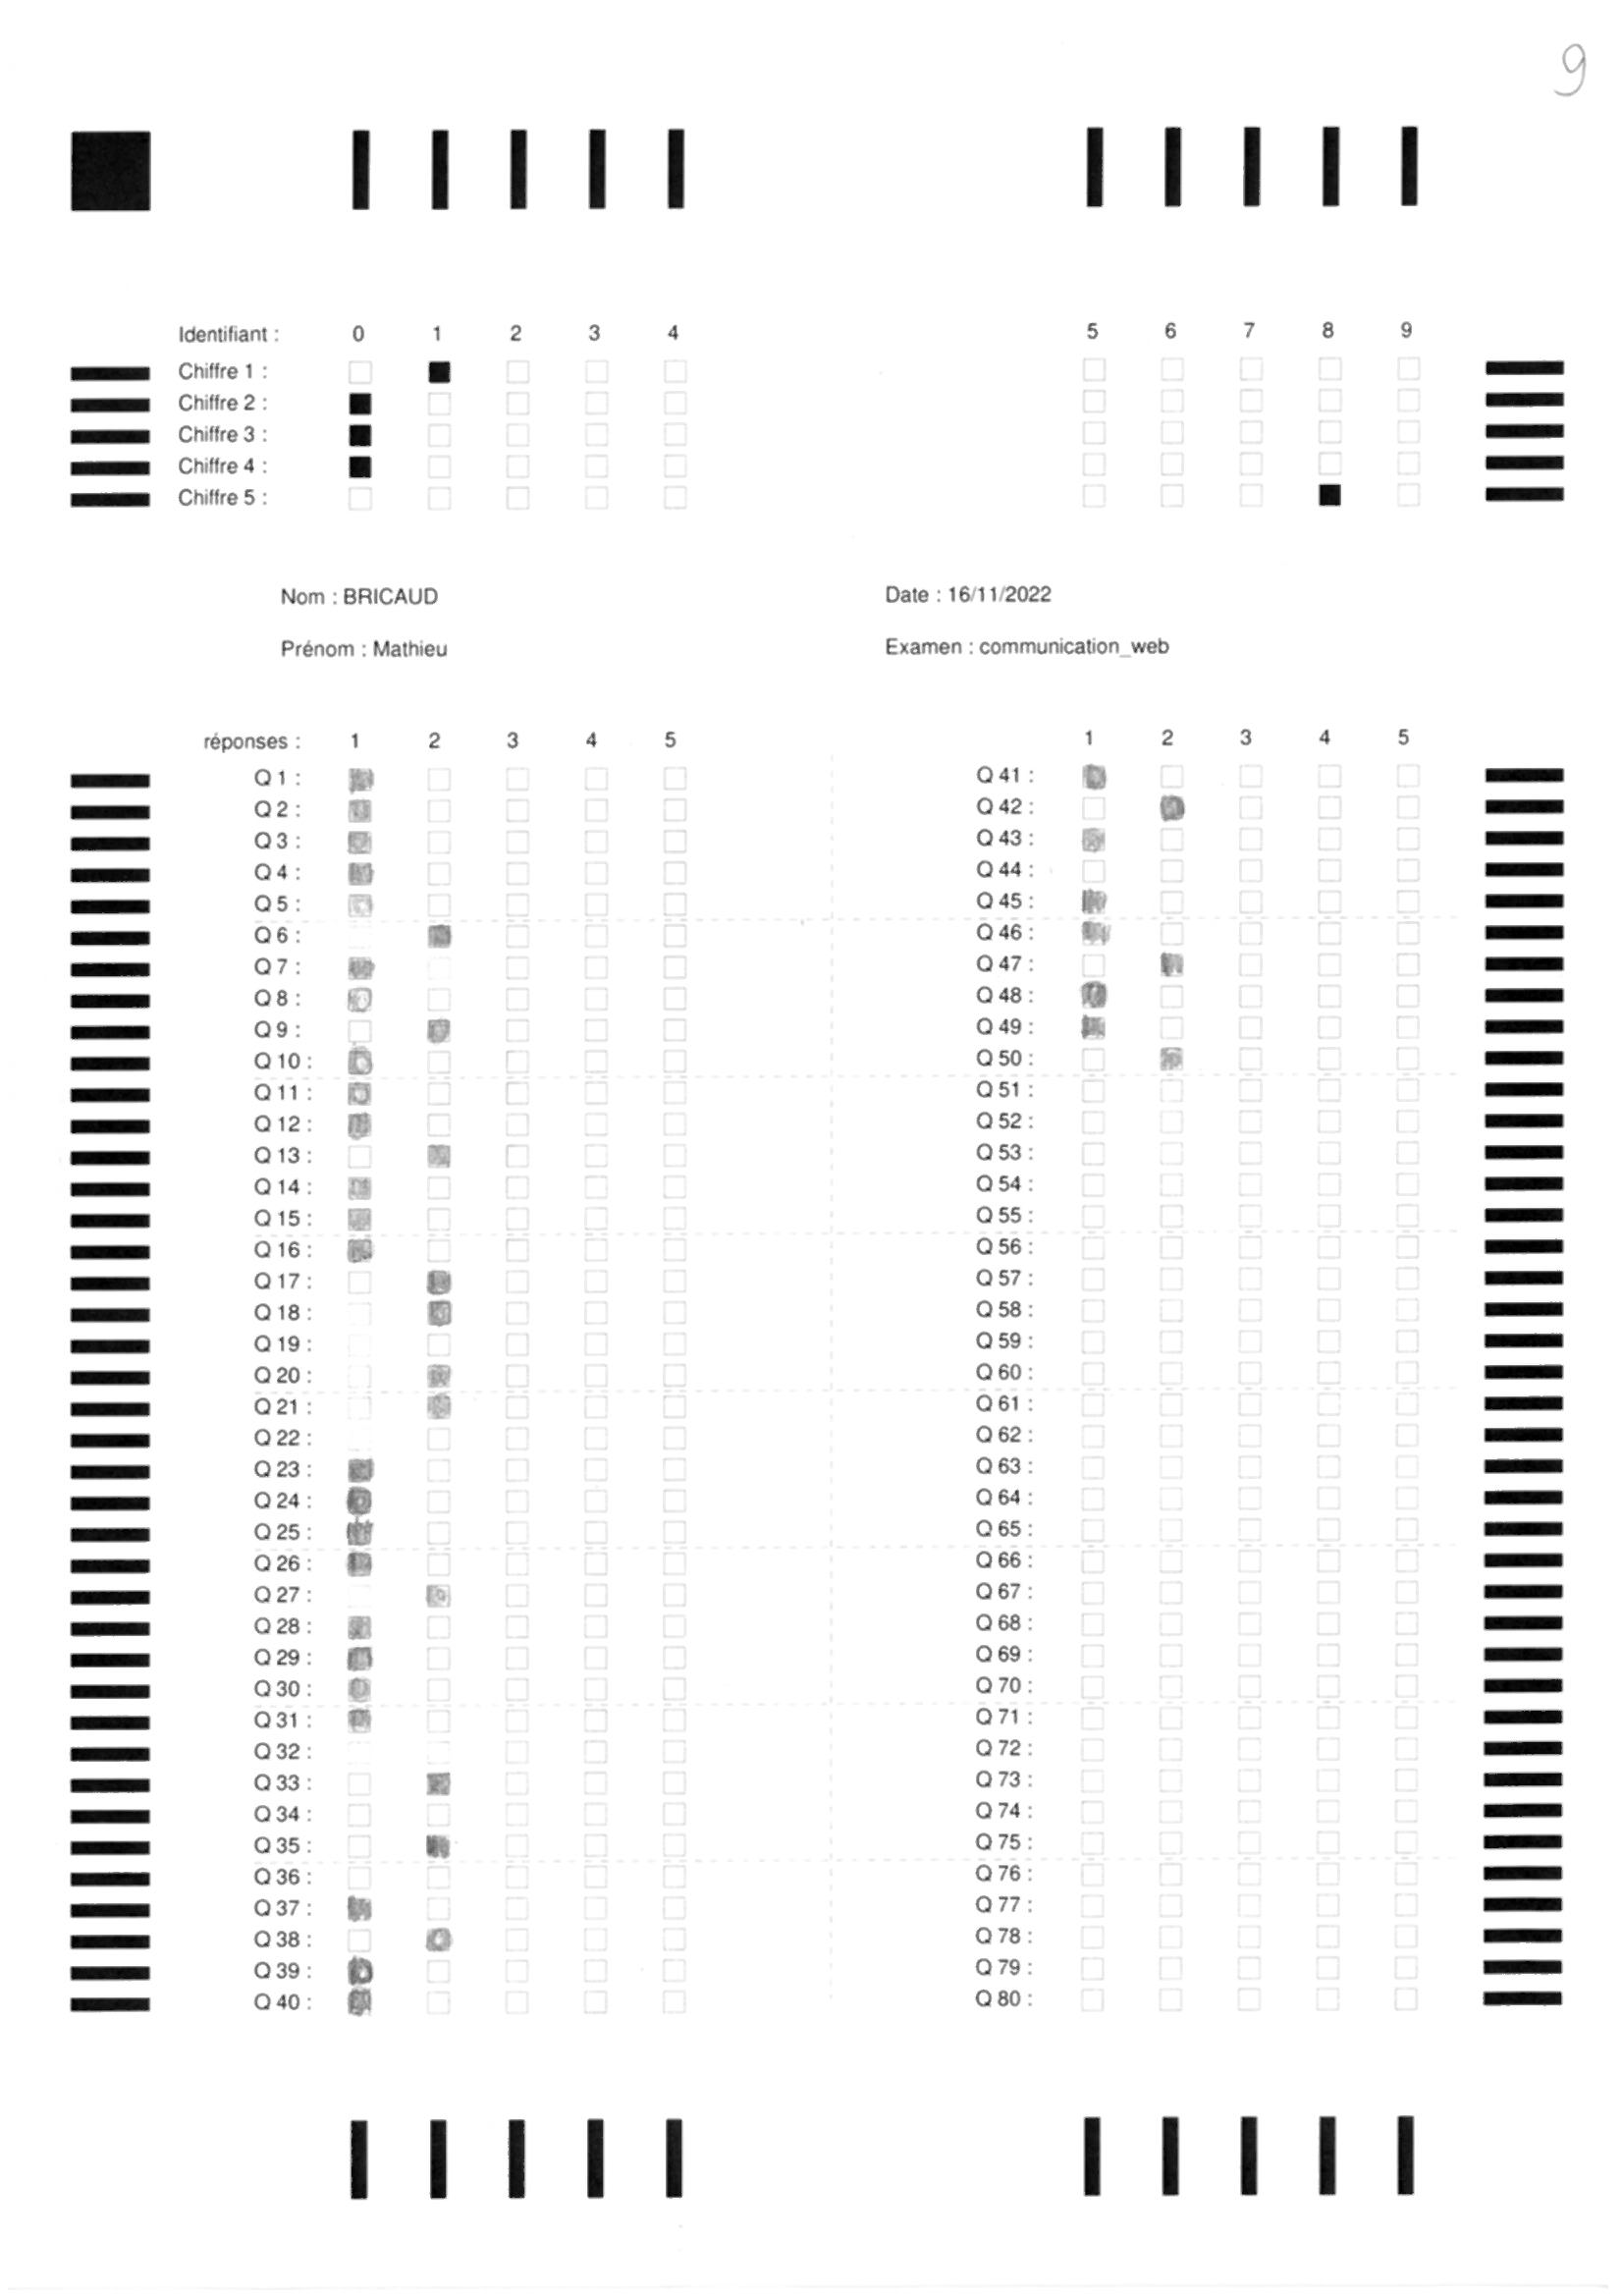 9
Identifiant : 0 1 2 3 4 5 6 7 8 9
Chiffre 1 :
Chiffre 2 :
Chiffre 3 :
Chiffre 4 :
Chiffre 5 :
Nom : BRICAUD Date : 16/11/2022
Prénom : Mathieu Examen : communication_web
réponses : 1 2 3 4 5 1 2 3 4 5
Q 1 : Q 41 :
Q 2 : Q 42 :
Q 3 : Q 43 :
Q 4 : Q 44 :
Q 5 : Q 45 :
Q 6 : Q 46 :
Q 7 : Q 47 :
Q 8 : Q 48 :
Q 9 : Q 49 :
Q 10 : Q 50 :
Q 11 : Q 51 :
Q 12 : Q 52 :
Q 13 : Q 53 :
Q 14 : Q 54 :
Q 15 : Q 55 :
Q 16 : Q 56 :
Q 17 : Q 57 :
Q 18 : Q 58 :
Q 19 : Q 59 :
Q 20 : Q 60 :
Q 21 : Q 61 :
Q 22 : Q 62 :
Q 23 : Q 63 :
Q 24 : Q 64 :
Q 25 : Q 65 :
Q 26 : Q 66 :
Q 27 : Q 67 :
Q 28 : Q 68 :
Q 29 : Q 69 :
Q 30 : Q 70 :
Q 31 : Q 71 :
Q 32 : Q 72 :
Q 33 : Q 73 :
Q 34 : Q 74 :
Q 35 : Q 75 :
Q 36 : Q 76 :
Q 37 : Q 77 :
Q 38 : Q 78 :
Q 39 : Q 79 :
Q 40 : Q 80 :